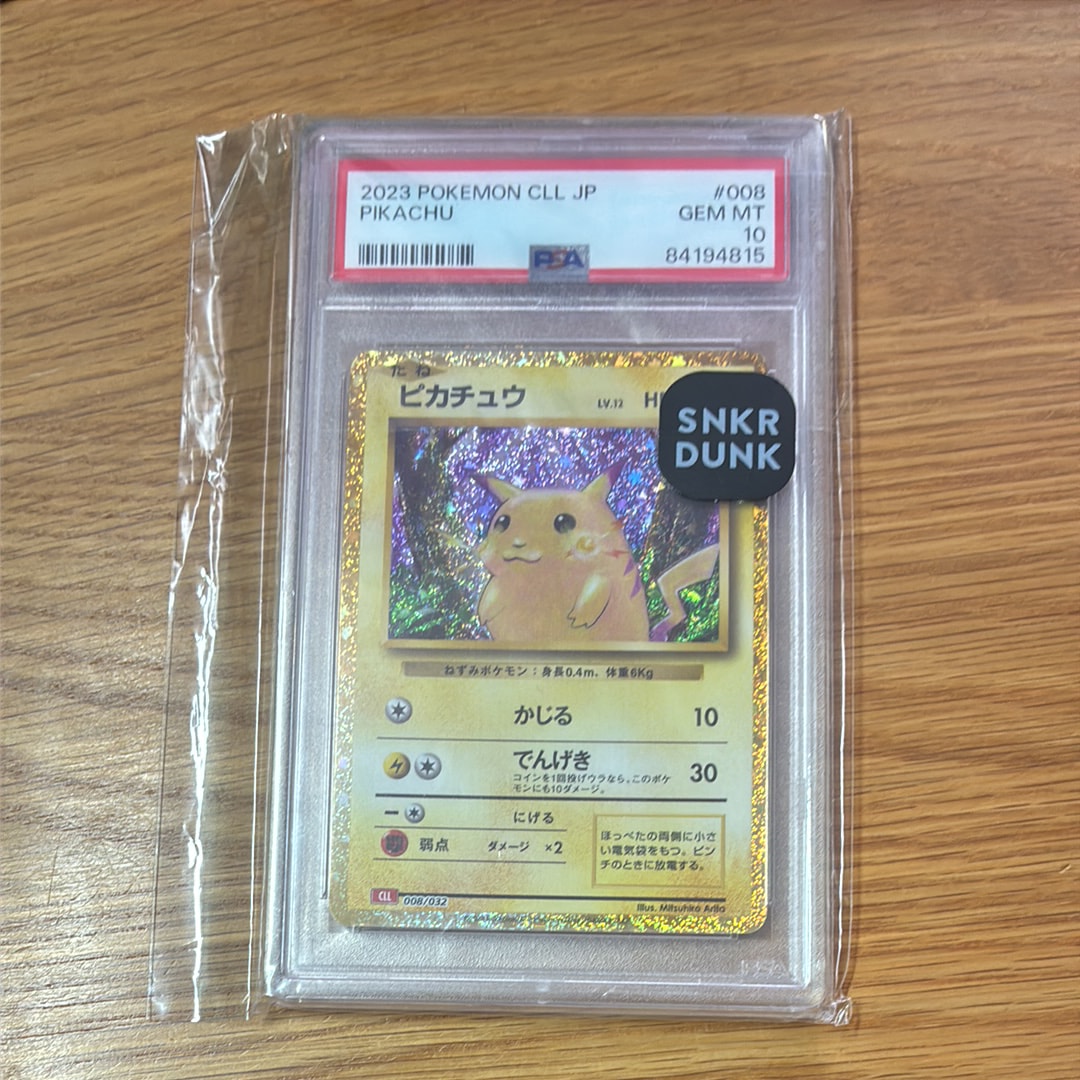 2023 POKEMON CLL JP #008
PIKACHU GEM MT
10
PSA 84194815
たね
ピカチュウ LV.12
SNKR
DUNK
ねずみポケモン：身長0.4m、体重6Kg
かじる 10
でんげき 30
コインを1回投げウラなら、このポケ
モンにも10ダメージ。
にげる
弱点 ダメージ ×2
ほっぺたの両側に小さ
い電気袋をもつ。ピン
チのときに放電する。
CLL 008/032
Illus. Mitsuhiro Arita